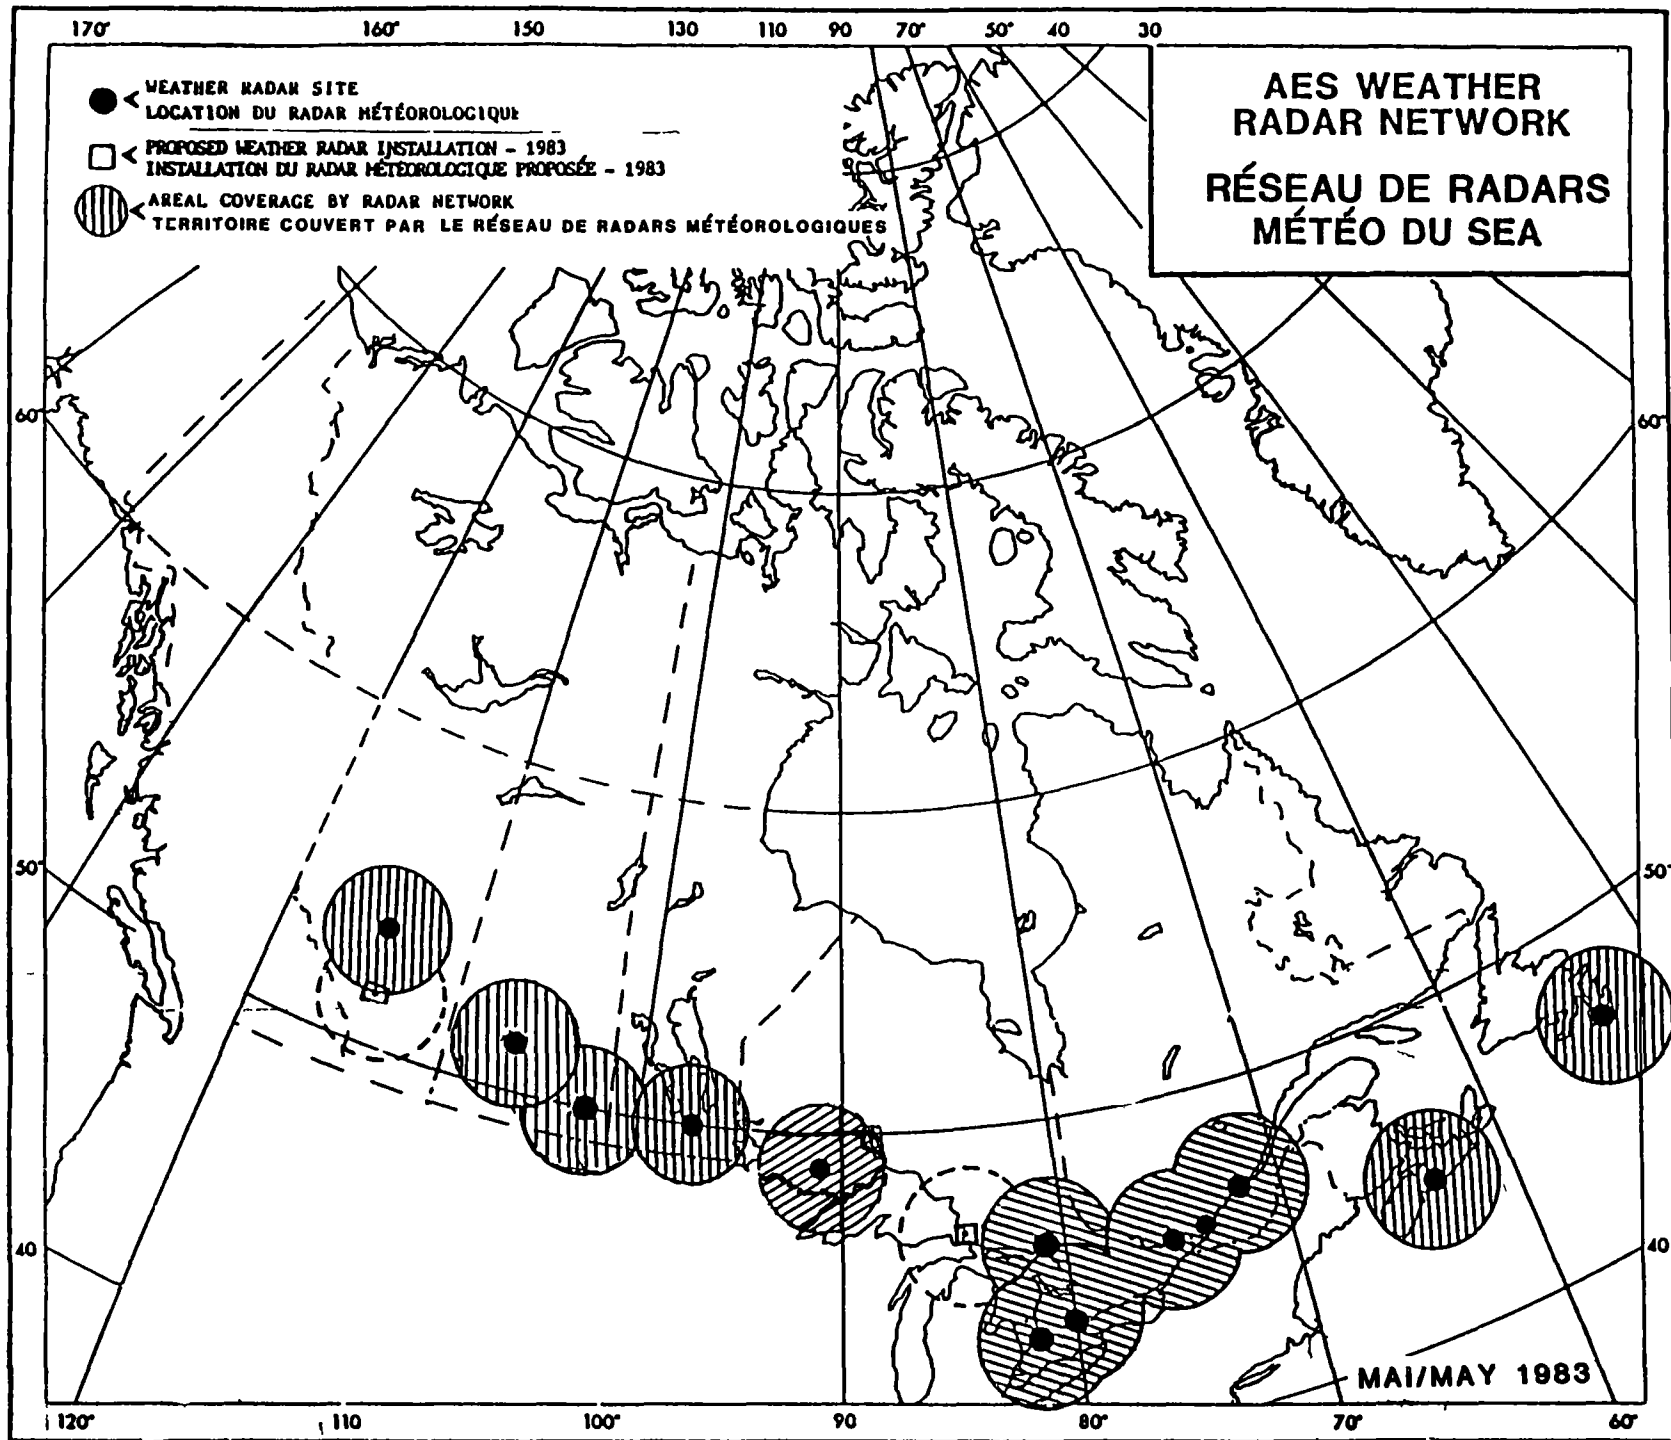 170° 160° 150 130 110 90 70° 50° 40 30
WEATHER RADAR SITE
LOCATION DU RADAR MÉTÉOROLOGIQUE
PROPOSED WEATHER RADAR INSTALLATION - 1983
INSTALLATION DU RADAR MÉTÉOROLOGIQUE PROPOSÉE - 1983
AREAL COVERAGE BY RADAR NETWORK
TERRITOIRE COUVERT PAR LE RÉSEAU DE RADARS MÉTÉOROLOGIQUES
AES WEATHER
RADAR NETWORK
RÉSEAU DE RADARS
MÉTÉO DU SEA
60° 60°
50° 50°
40 40
MAI/MAY 1983
120° 110 100° 90 80° 70° 60°